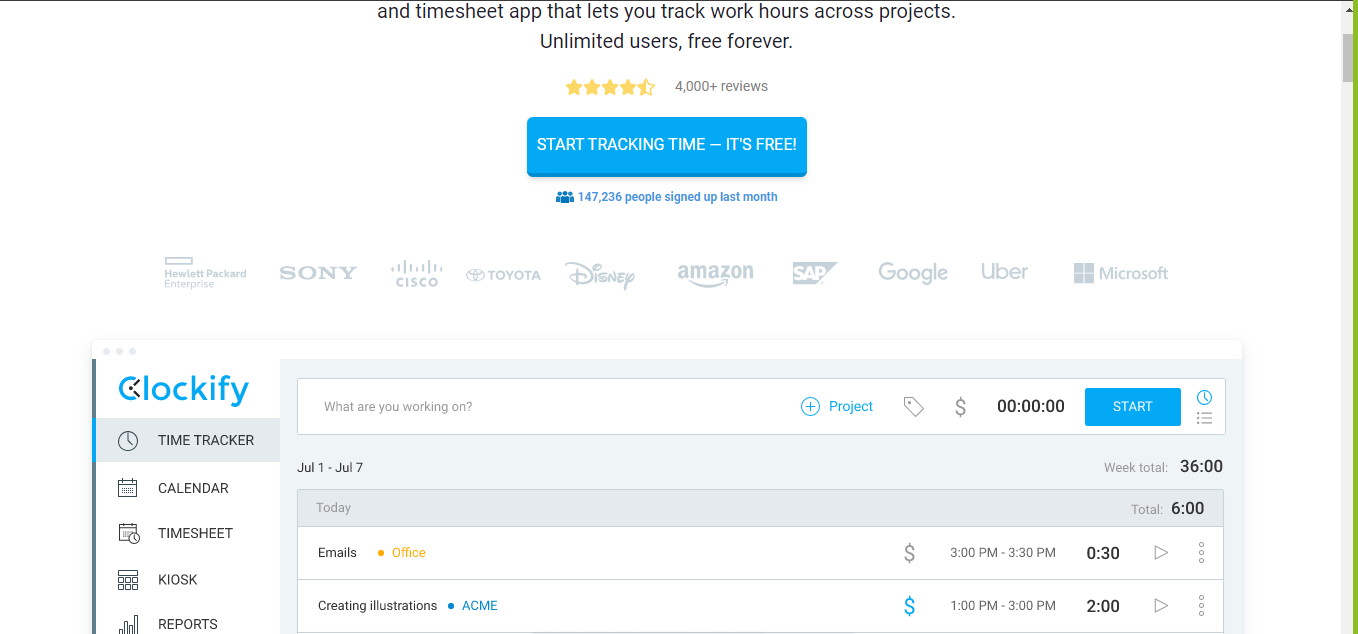 and timesheet app that lets you track work hours across projects.
Unlimited users, free forever.
4,000+ reviews
START TRACKING TIME — IT'S FREE!
147,236 people signed up last month
Hewlett Packard
Enterprise
SONY
CISCO
TOYOTA
Disney
amazon
SAP
Google
Uber
Microsoft
Clockify
What are you working on?
Project
$
00:00:00
START
TIME TRACKER
CALENDAR
TIMESHEET
KIOSK
REPORTS
Jul 1 - Jul 7
Week total: 36:00
Today
Total: 6:00
Emails • Office $ 3:00 PM - 3:30 PM 0:30
Creating illustrations • ACME $ 1:00 PM - 3:00 PM 2:00